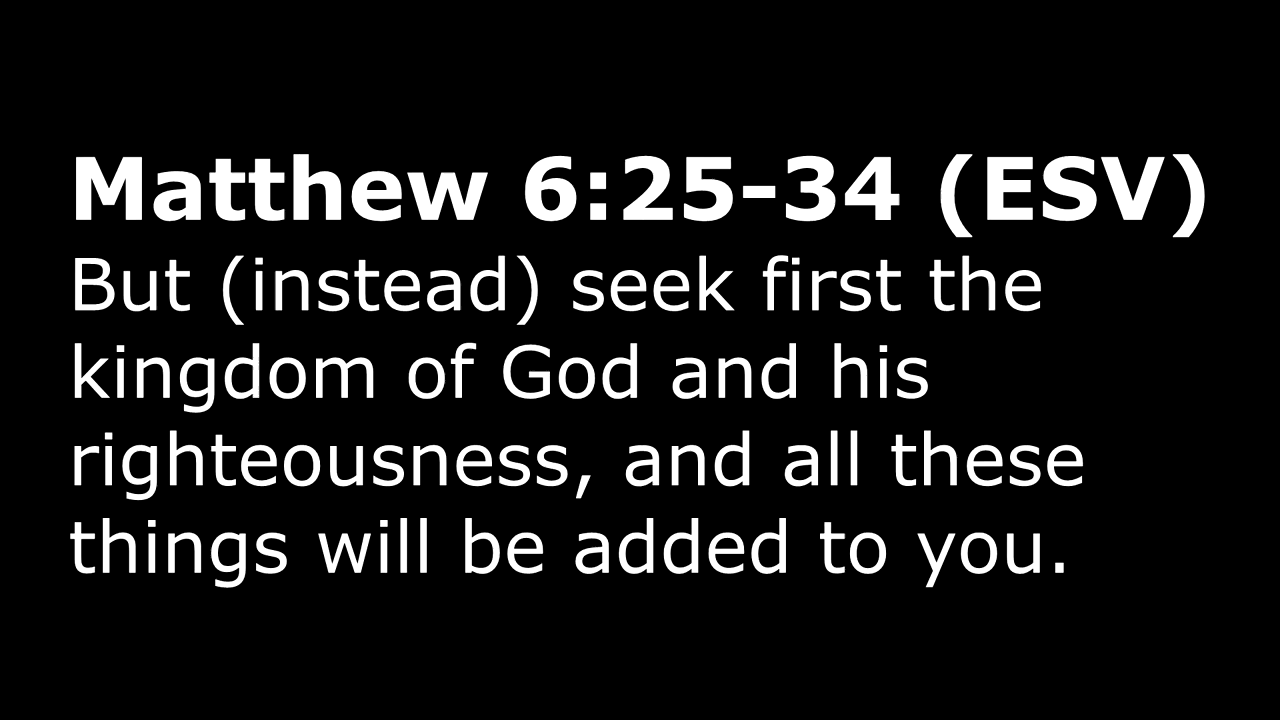 Matthew 6:25-34 (ESV)
But (instead) seek first the
kingdom of God and his
righteousness, and all these
things will be added to you.